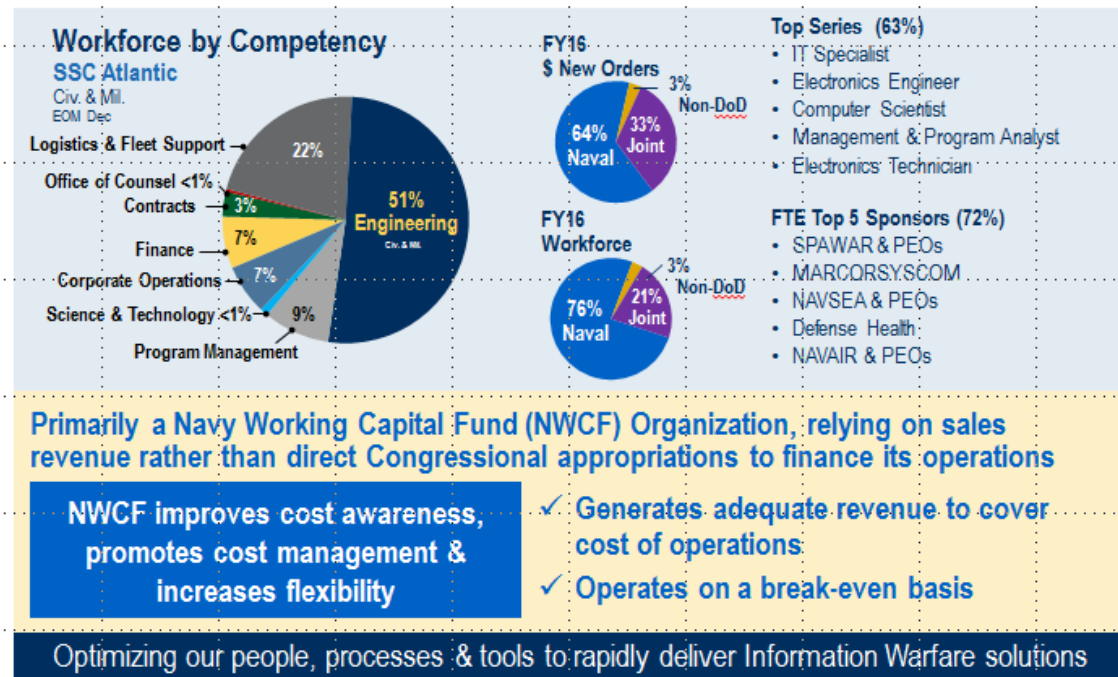 Workforce by Competency
SSC Atlantic
Civ. & Mil.
EOM Dec
Logistics & Fleet Support
22%
Office of Counsel <1%
Contracts
3%
Finance
7%
Corporate Operations
7%
Science & Technology <1%
Program Management
9%
51%
Engineering
Civ. & Mil.
FY16
$ New Orders
3%
Non-DoD
64%
Naval
33%
Joint
FY16
Workforce
3%
Non-DoD
76%
Naval
21%
Joint
Top Series (63%)
• IT Specialist
• Electronics Engineer
• Computer Scientist
• Management & Program Analyst
• Electronics Technician
FTE Top 5 Sponsors (72%)
• SPAWAR & PEOs
• MARCORSYSCOM
• NAVSEA & PEOs
• Defense Health
• NAVAIR & PEOs
Primarily a Navy Working Capital Fund (NWCF) Organization, relying on sales
revenue rather than direct Congressional appropriations to finance its operations
NWCF improves cost awareness,
promotes cost management &
increases flexibility
✓ Generates adequate revenue to cover
cost of operations
✓ Operates on a break-even basis
Optimizing our people, processes & tools to rapidly deliver Information Warfare solutions